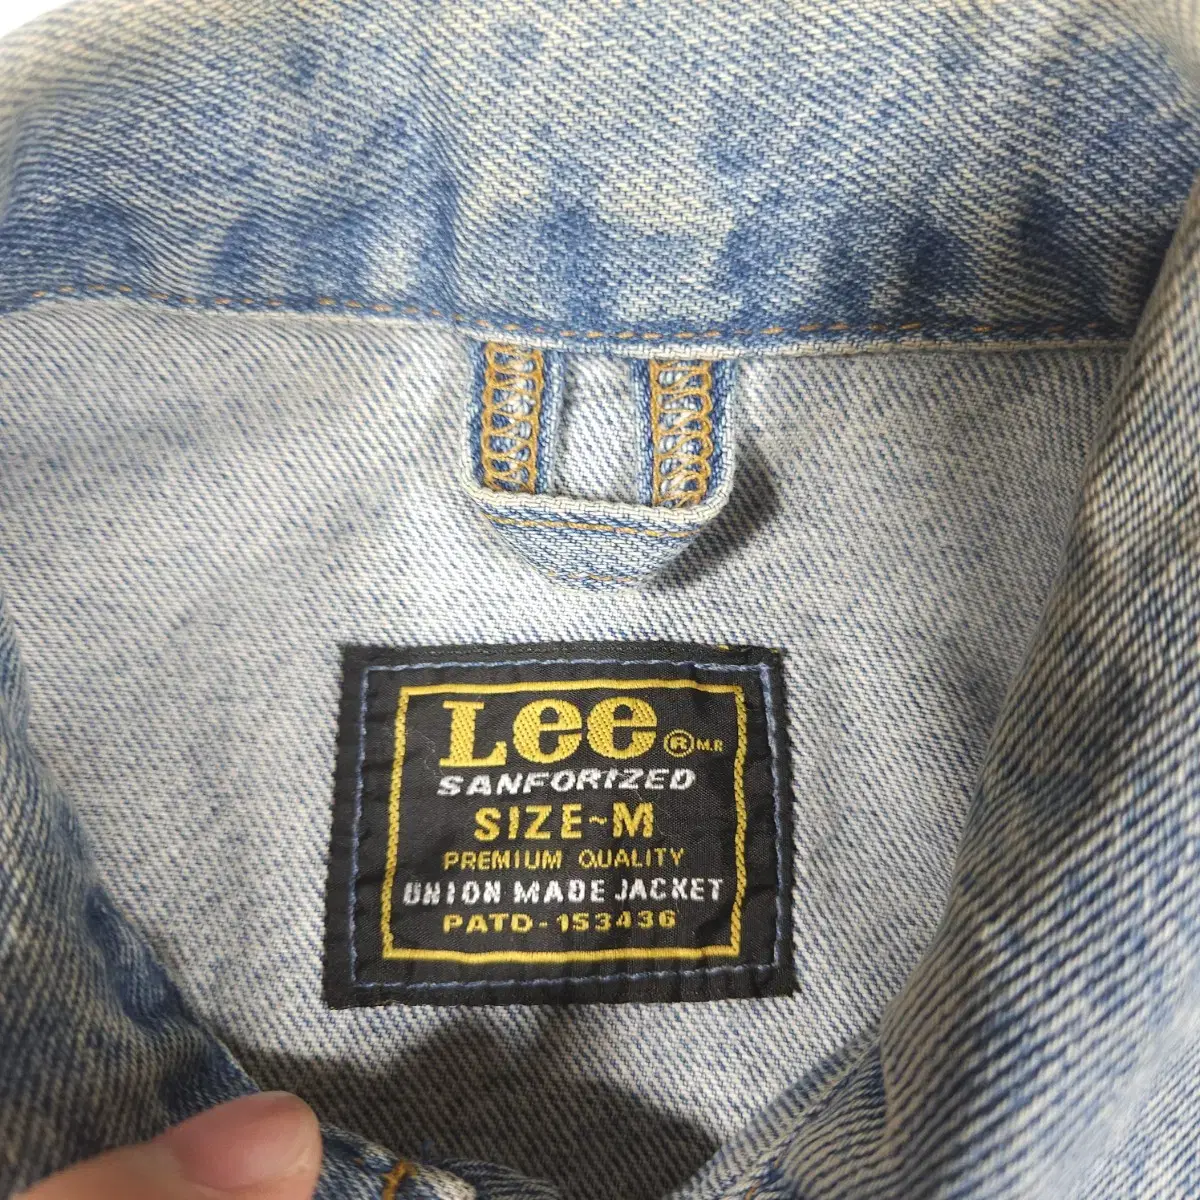 Lee ® M.R
SANFORIZED
SIZE~M
PREMIUM QUALITY
UNION MADE JACKET
PATD-153436